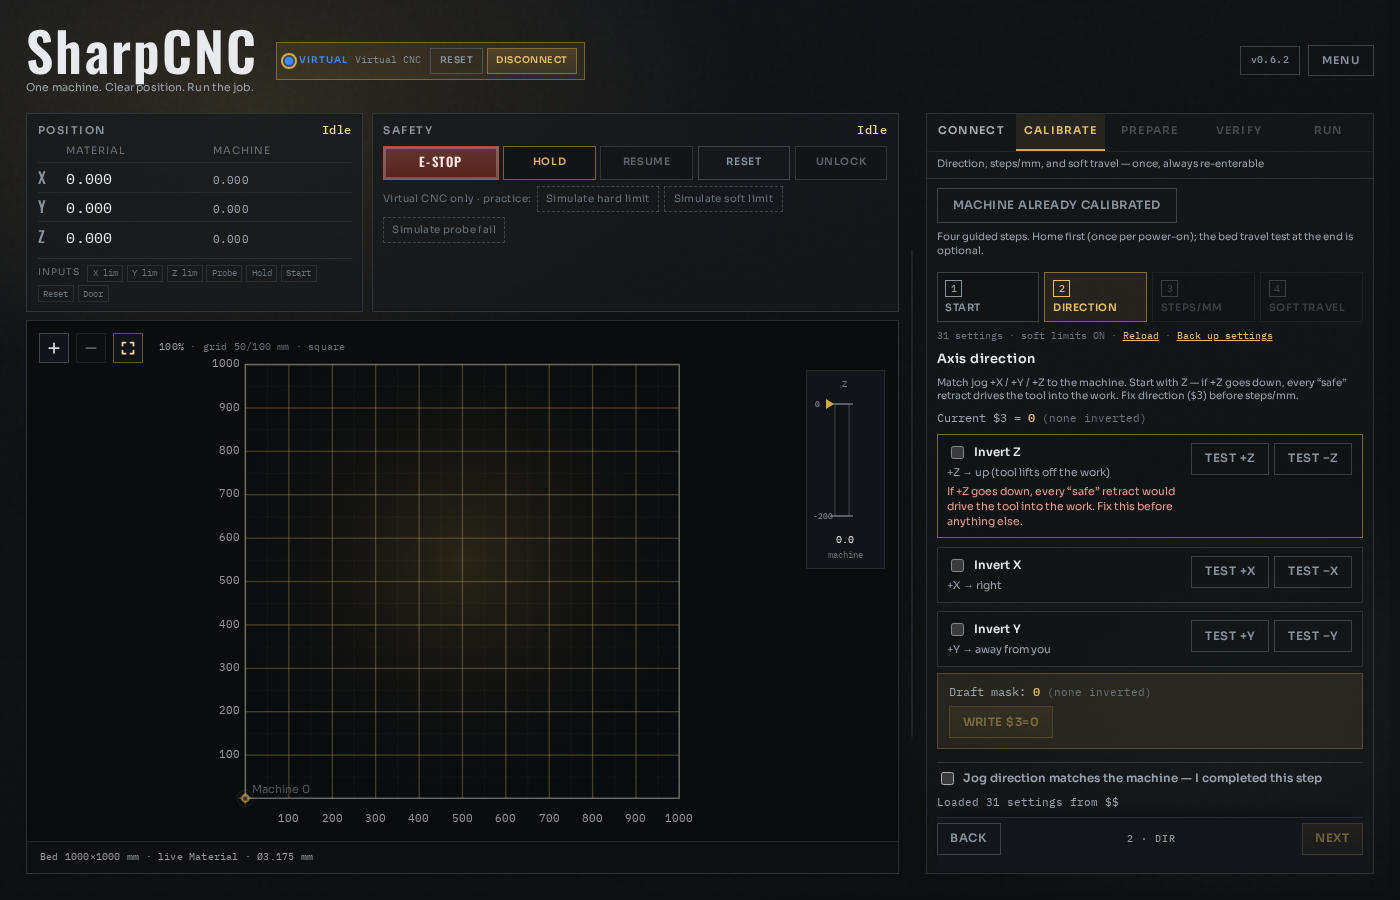 SharpCNC
One machine. Clear position. Run the job.
VIRTUAL Virtual CNC RESET DISCONNECT
v0.6.2 MENU
POSITION Idle
MATERIAL MACHINE
X 0.000 0.000
Y 0.000 0.000
Z 0.000 0.000
INPUTS X lim Y lim Z lim Probe Hold Start
Reset Door
SAFETY Idle
E-STOP HOLD RESUME RESET UNLOCK
Virtual CNC only · practice: Simulate hard limit Simulate soft limit
Simulate probe fail
+ − 100% · grid 50/100 mm · square
1000
900
800
700
600
500
400
300
200
100
Machine 0
100 200 300 400 500 600 700 800 900 1000
Z
0
-200
0.0
machine
Bed 1000×1000 mm · live Material · Ø3.175 mm
CONNECT CALIBRATE PREPARE VERIFY RUN
Direction, steps/mm, and soft travel — once, always re-enterable
MACHINE ALREADY CALIBRATED
Four guided steps. Home first (once per power-on); the bed travel test at the end is
optional.
1 2 3 4
START DIRECTION STEPS/MM SOFT TRAVEL
31 settings · soft limits ON · Reload · Back up settings
Axis direction
Match jog +X / +Y / +Z to the machine. Start with Z — if +Z goes down, every “safe”
retract drives the tool into the work. Fix direction ($3) before steps/mm.
Current $3 = 0 (none inverted)
Invert Z TEST +Z TEST −Z
+Z → up (tool lifts off the work)
If +Z goes down, every “safe” retract would
drive the tool into the work. Fix this before
anything else.
Invert X TEST +X TEST −X
+X → right
Invert Y TEST +Y TEST −Y
+Y → away from you
Draft mask: 0 (none inverted)
WRITE $3=0
Jog direction matches the machine — I completed this step
Loaded 31 settings from $$
BACK 2 · DIR NEXT